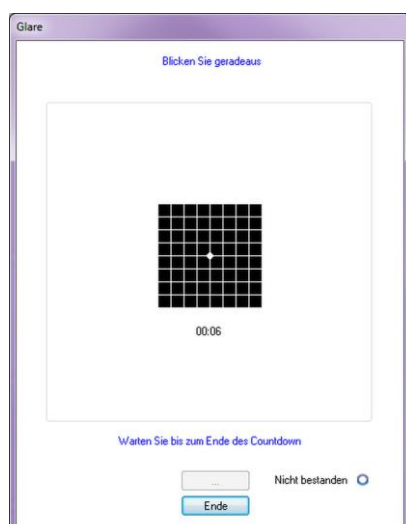 Glare
Blicken Sie geradeaus
00:06
Warten Sie bis zum Ende des Countdown
...
Nicht bestanden
Ende